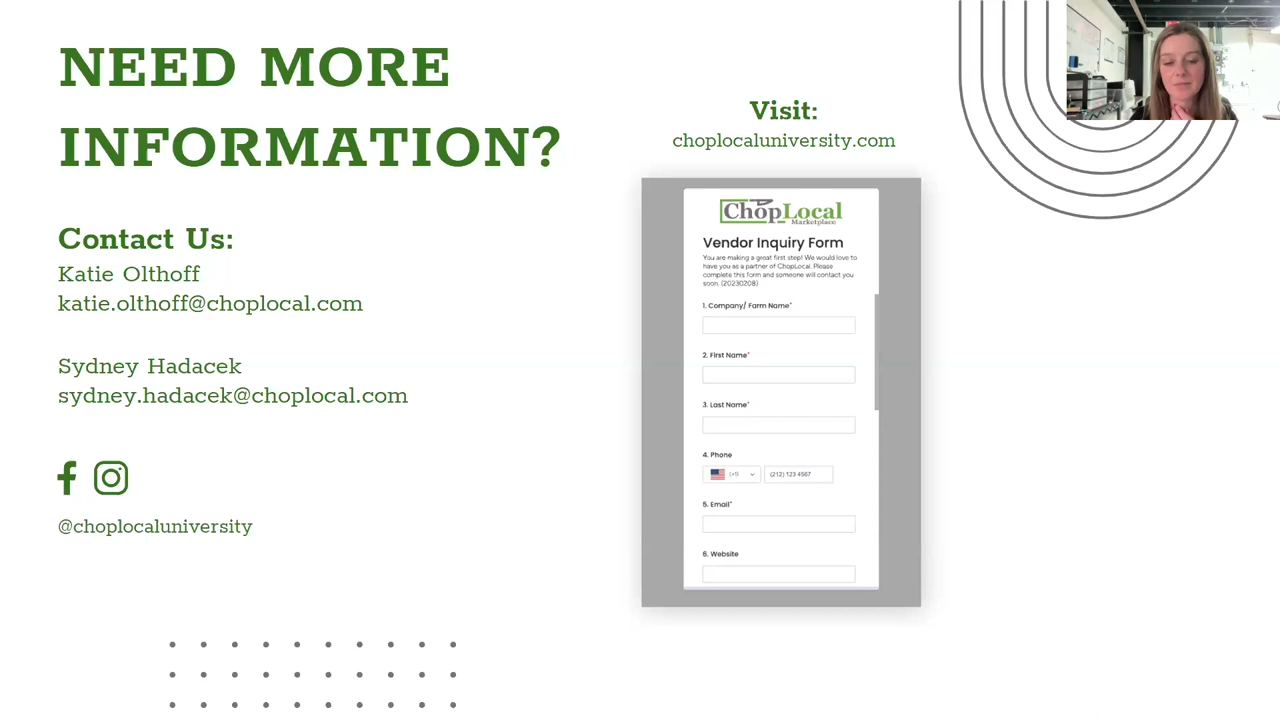 NEED MORE
INFORMATION?
Contact Us:
Katie Olthoff
katie.olthoff@choplocal.com
Sydney Hadacek
sydney.hadacek@choplocal.com
@choplocaluniversity
Visit:
choplocaluniversity.com
ChopLocal
Marketplace
Vendor Inquiry Form
You are making a great first step! We would love to
have you as a partner of ChopLocal. Please
complete this form and someone will contact you
soon. (20230208)
1. Company/ Farm Name*
2. First Name*
3. Last Name*
4. Phone
(+1) (212) 123 4567
5. Email*
6. Website